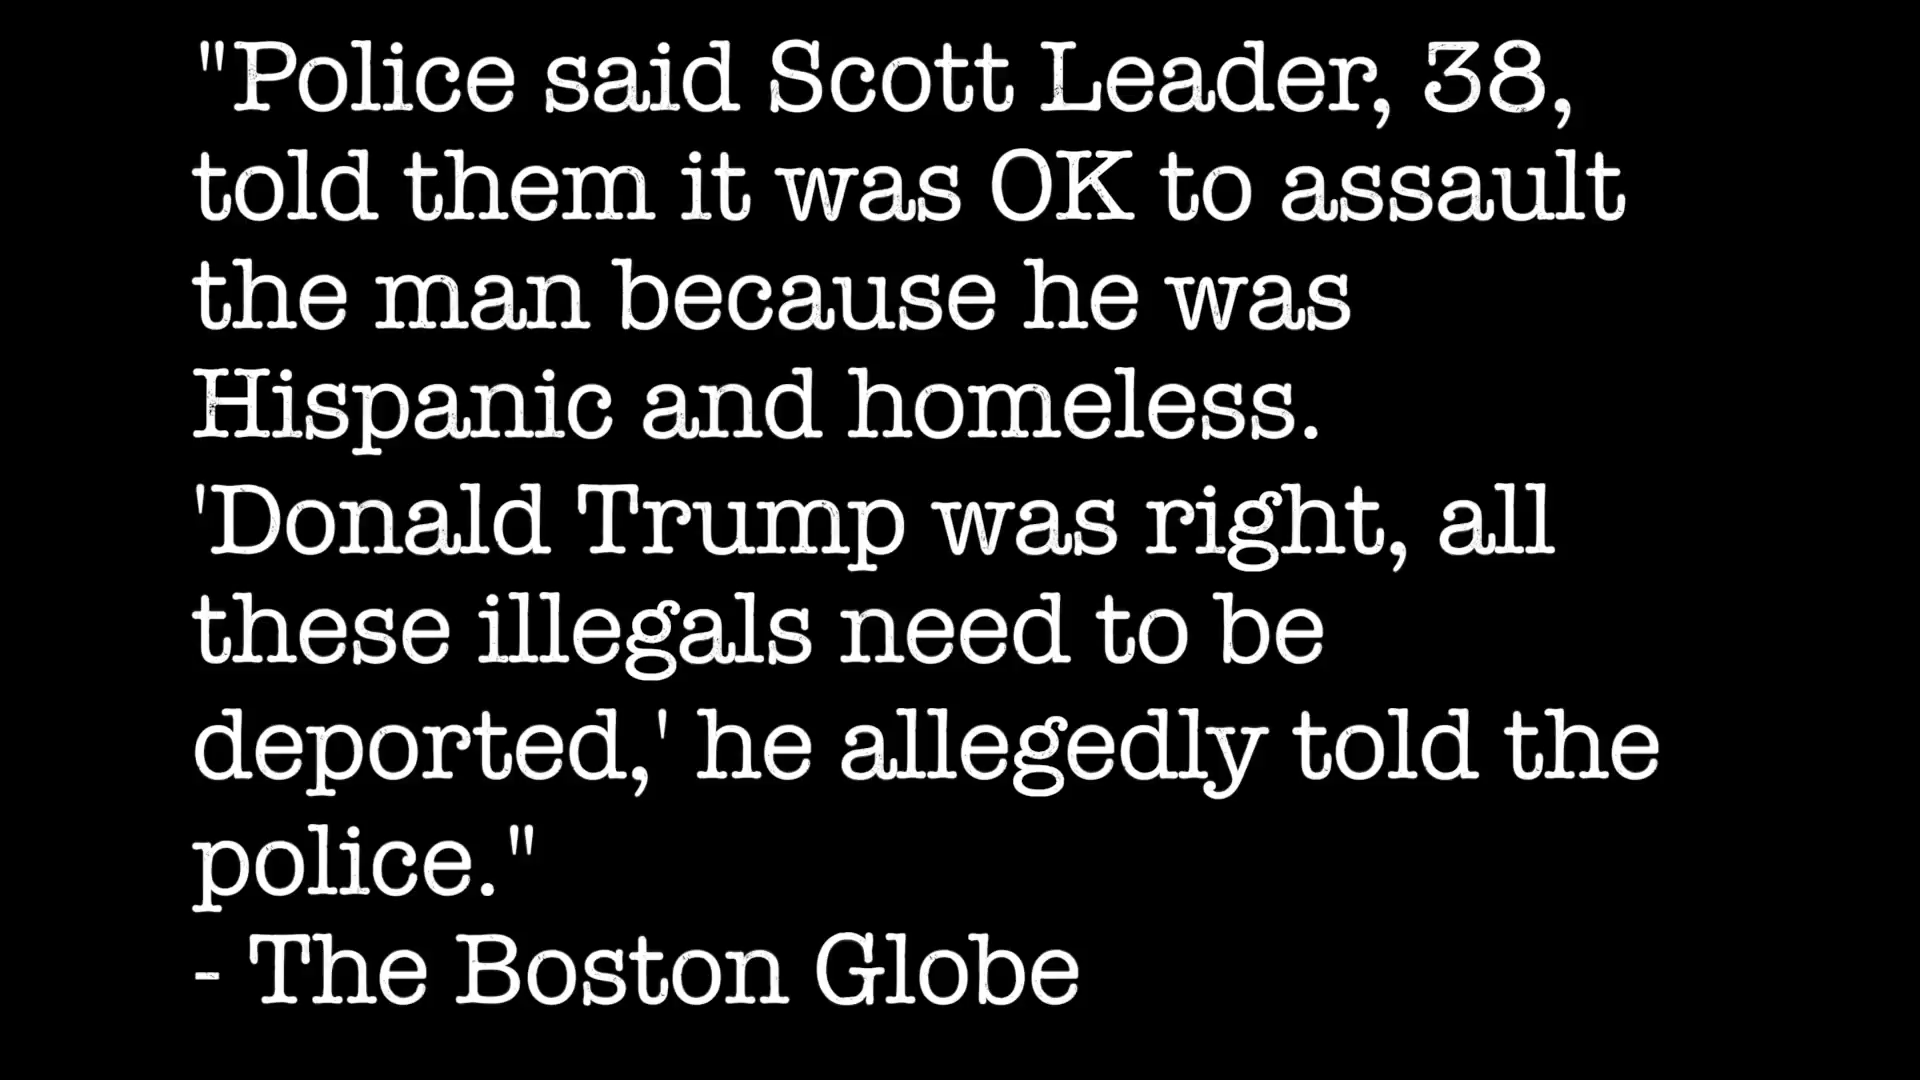 "Police said Scott Leader, 38,
told them it was OK to assault
the man because he was
Hispanic and homeless.
'Donald Trump was right, all
these illegals need to be
deported,' he allegedly told the
police."
- The Boston Globe